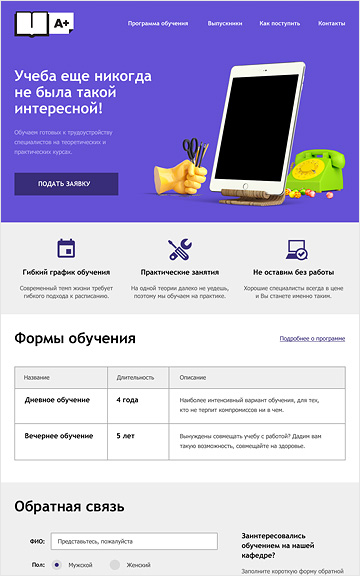 A+
Программа обучения Выпускники Как поступить Контакты
Учеба еще никогда
не была такой
интересной!
Обучаем готовых к трудоустройству
специалистов на теоретических и
практических курсах.
ПОДАТЬ ЗАЯВКУ
Гибкий график обучения
Современный темп жизни требует
гибкого подхода к расписанию.
Практические занятия
На одной теории далеко не уедешь,
поэтому мы обучаем на практике.
Не оставим без работы
Хорошие специалисты всегда в цене
и Вы станете именно таким.
Формы обучения
Подробнее о программе
Название Длительность Описание
Дневное обучение 4 года Наиболее интенсивный вариант обучения, для тех,
кто не терпит компромиссов ни в чем.
Вечернее обучение 5 лет Вынуждены совмещать учебу с работой? Дадим вам
такую возможность, совмещайте на здоровье.
Обратная связь
ФИО: Представьтесь, пожалуйста
Пол: Мужской Женский
Заинтересовались
обучением на нашей
кафедре?
Заполните короткую форму обратной